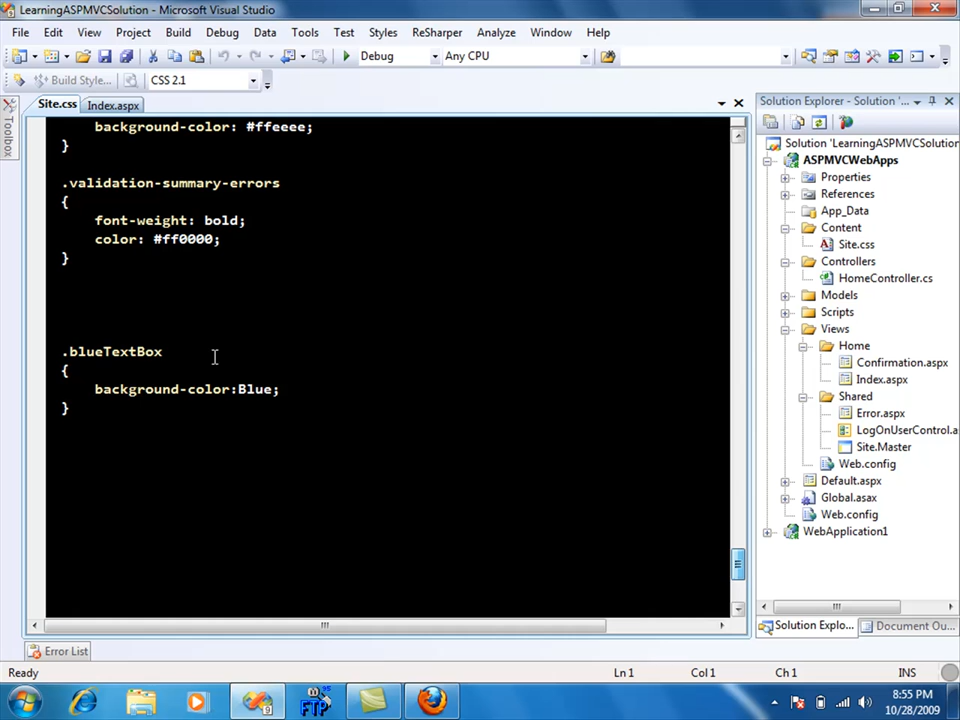 LearningASPMVCSolution - Microsoft Visual Studio
File Edit View Project Build Debug Data Tools Test Styles ReSharper Analyze Window Help
Debug Any CPU
Build Style... CSS 2.1
Site.css Index.aspx
Toolbox
background-color: #ffeeee;
}
.validation-summary-errors
{
font-weight: bold;
color: #ff0000;
}
.blueTextBox
{
background-color:Blue;
}
Solution Explorer - Solution '...
Solution 'LearningASPMVCSolution
ASPMVCWebApps
Properties
References
App_Data
Content
Site.css
Controllers
HomeController.cs
Models
Scripts
Views
Home
Confirmation.aspx
Index.aspx
Shared
Error.aspx
LogOnUserControl.a
Site.Master
Web.config
Default.aspx
Global.asax
Web.config
WebApplication1
Solution Explo... Document Ou...
Error List
Ready Ln 1 Col 1 Ch 1 INS
FTP
95
8:55 PM
10/28/2009